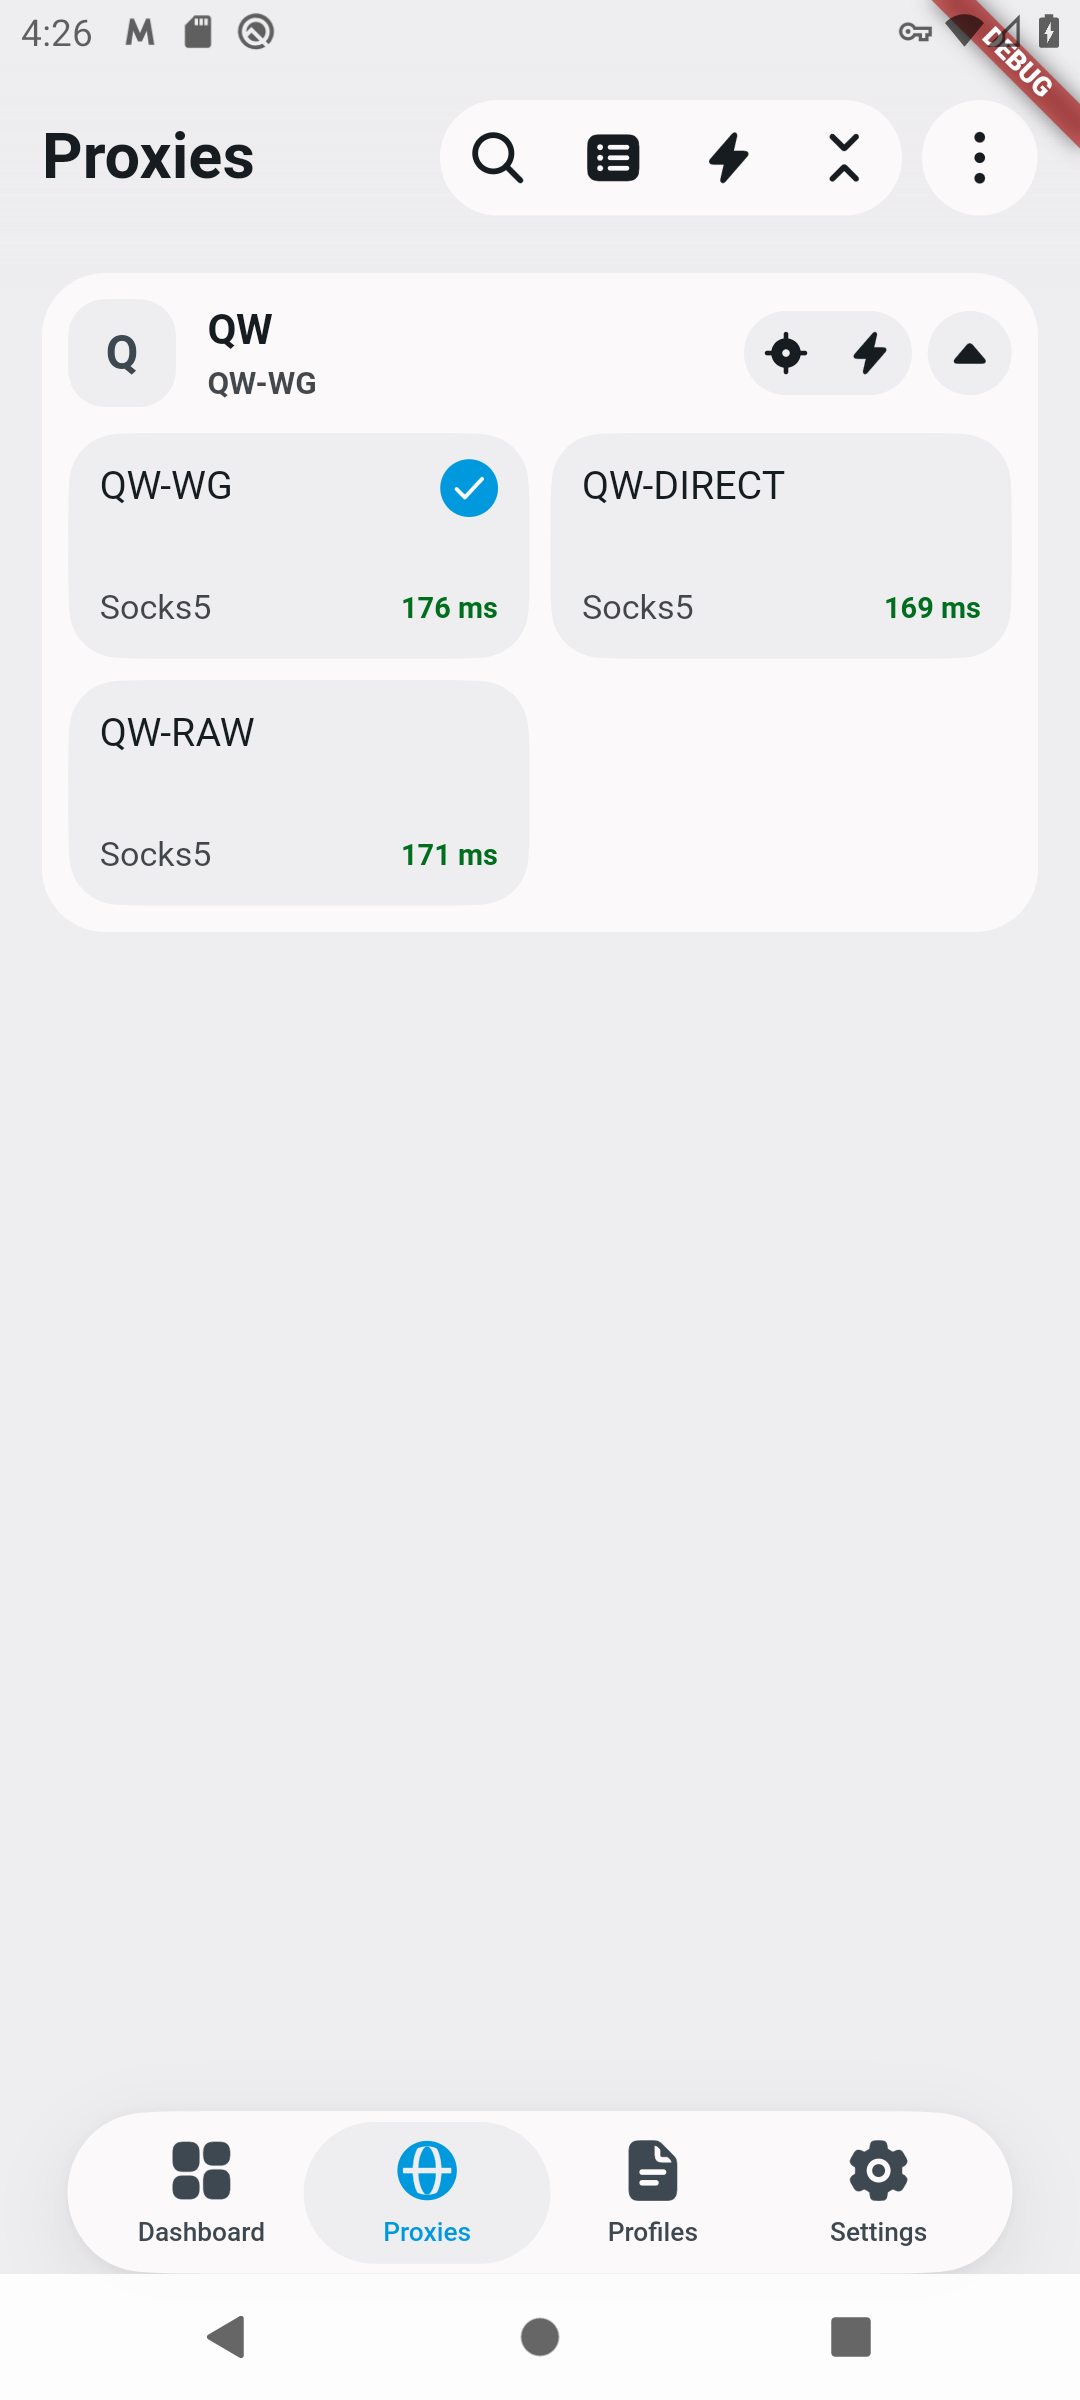 4:26
DEBUG
Proxies
Q
QW
QW-WG
QW-WG
QW-DIRECT
Socks5
176 ms
Socks5
169 ms
QW-RAW
Socks5
171 ms
Dashboard
Proxies
Profiles
Settings